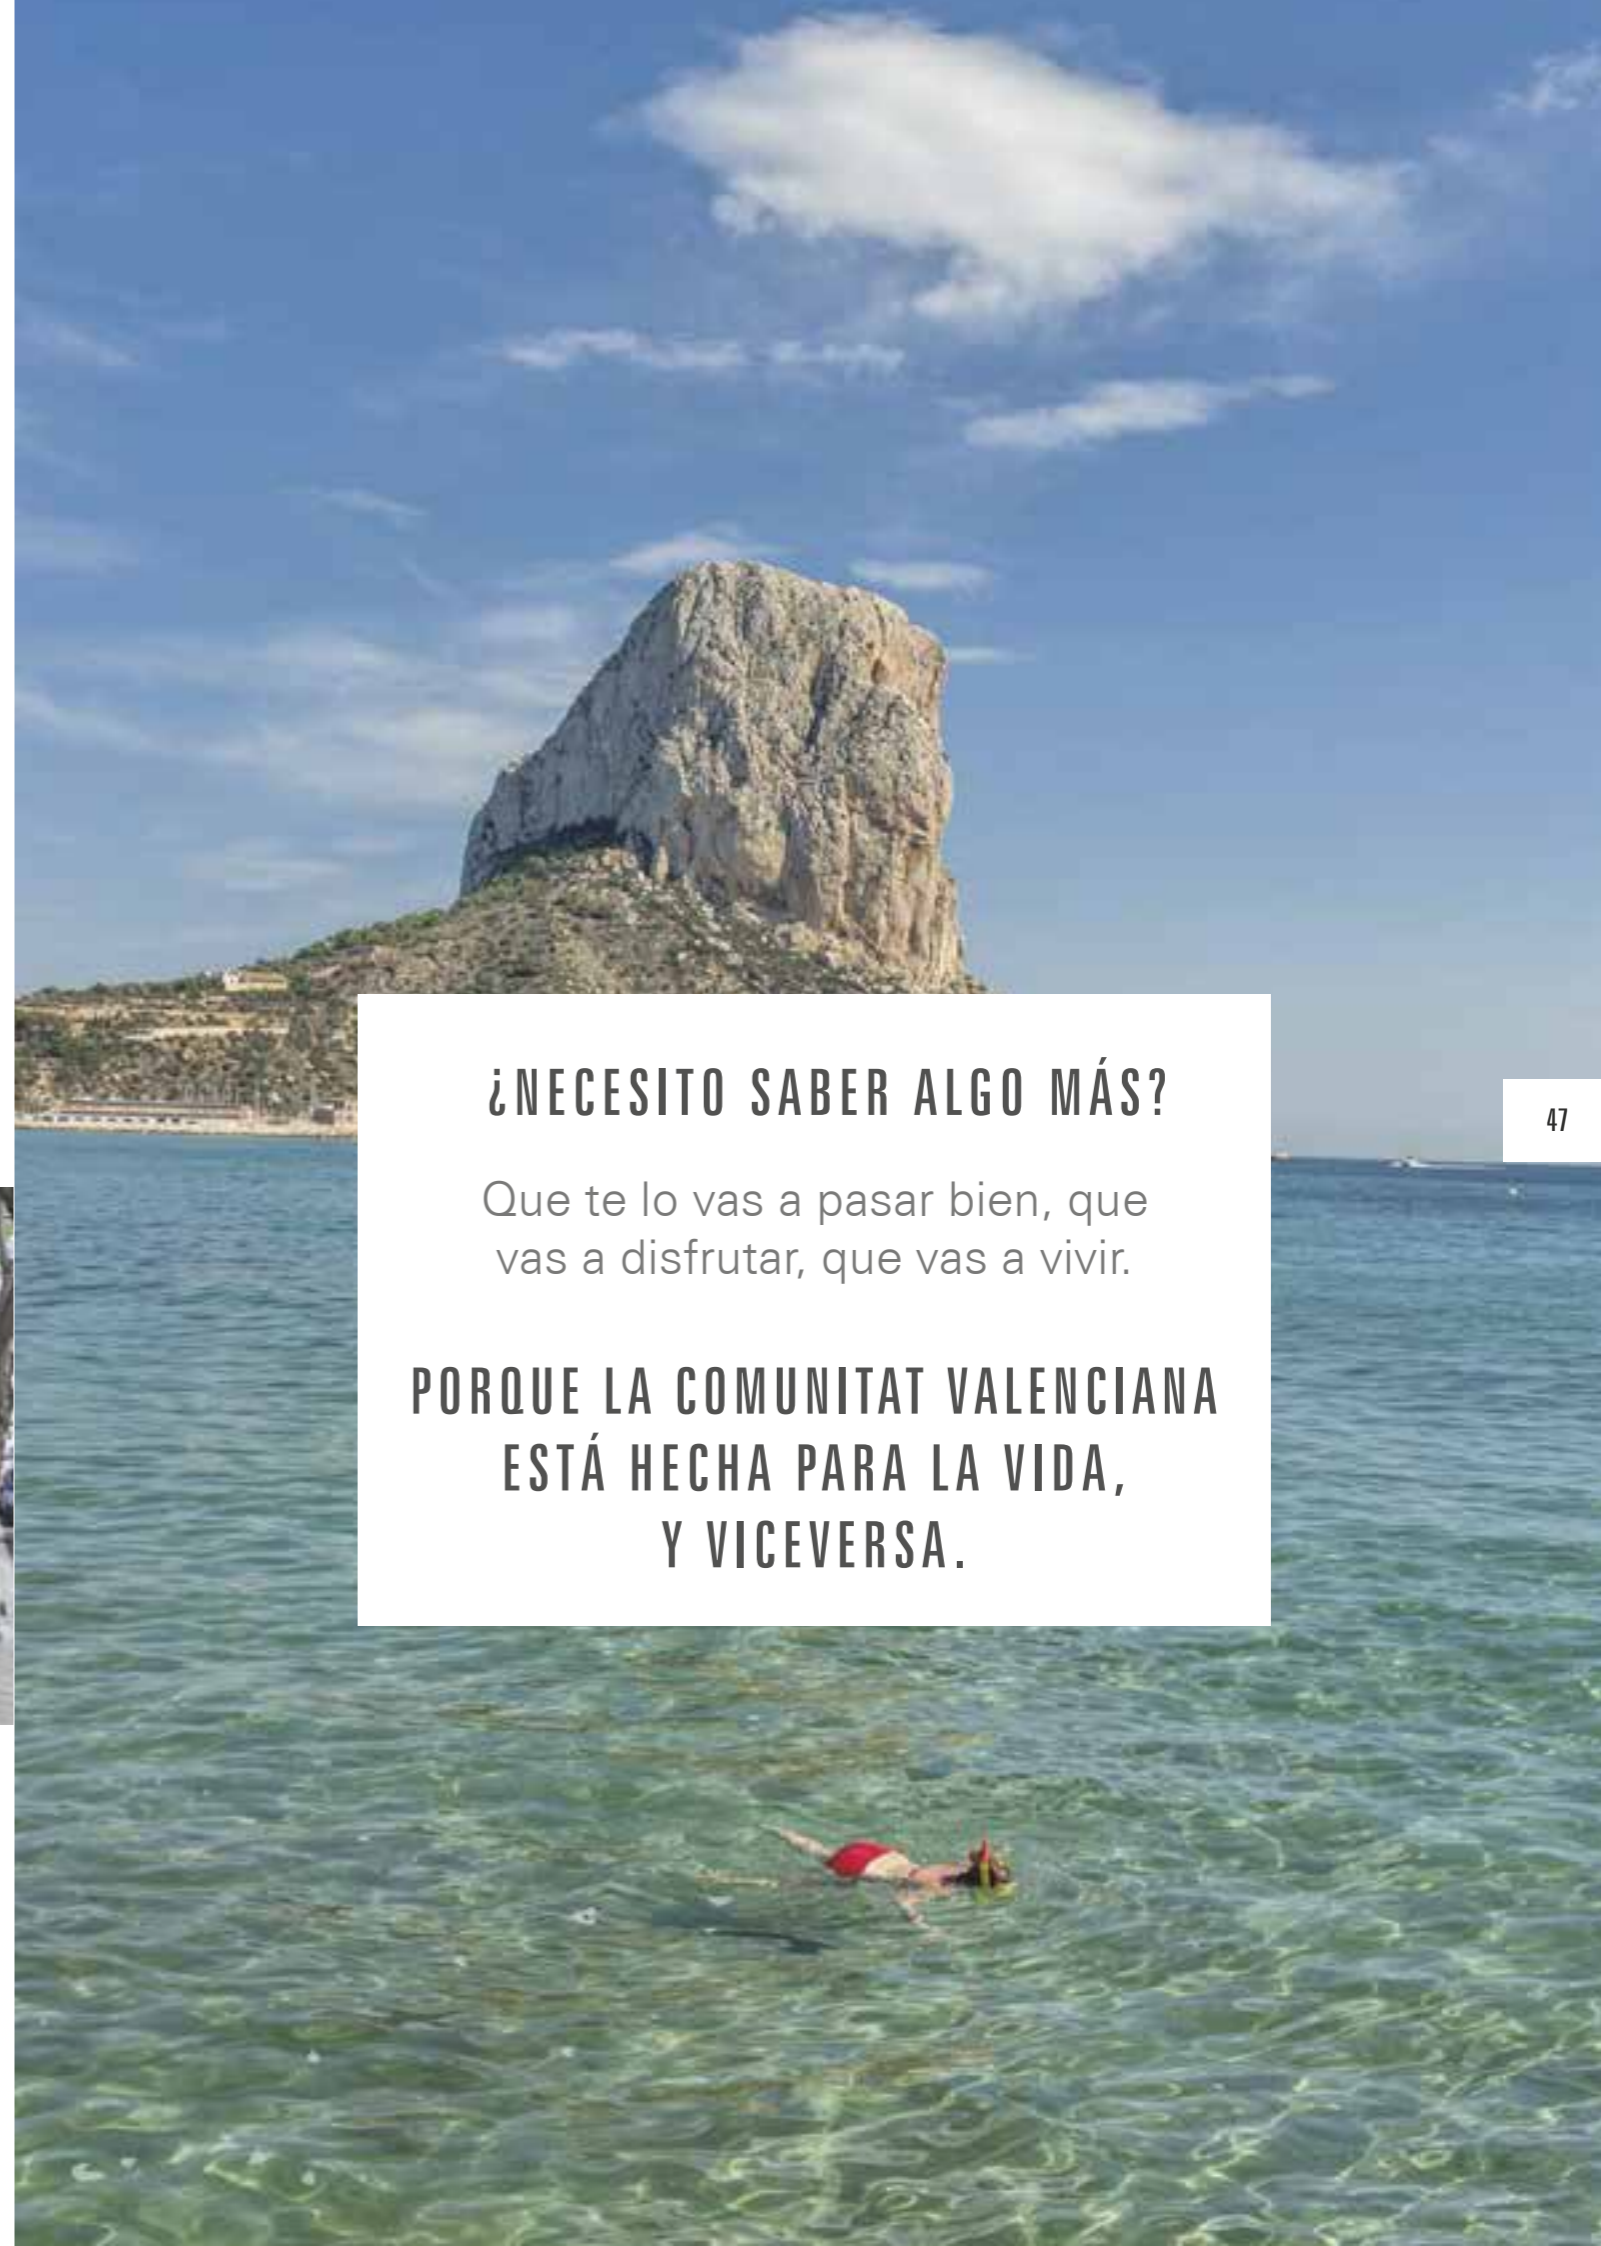 ¿NECESITO SABER ALGO MÁS?
Que te lo vas a pasar bien, que
vas a disfrutar, que vas a vivir.
PORQUE LA COMUNITAT VALENCIANA
ESTÁ HECHA PARA LA VIDA,
Y VICEVERSA.
47